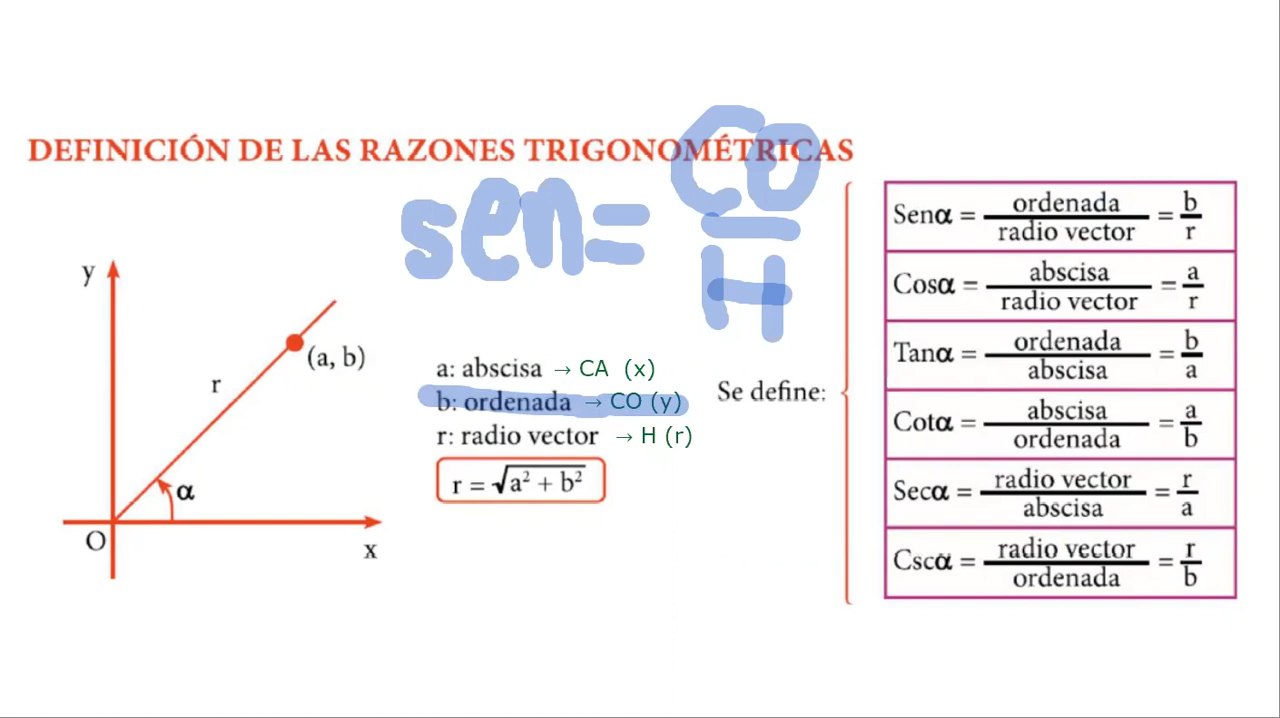 DEFINICIÓN DE LAS RAZONES TRIGONOMÉTRICAS
sen = CO / H
y
(a, b)
r
α
O
x
a: abscisa → CA (x)
b: ordenada → CO (y)
r: radio vector → H (r)
r = √a² + b²
Se define:
Senα = ordenada / radio vector = b / r
Cosα = abscisa / radio vector = a / r
Tanα = ordenada / abscisa = b / a
Cotα = abscisa / ordenada = a / b
Secα = radio vector / abscisa = r / a
Cscα = radio vector / ordenada = r / b